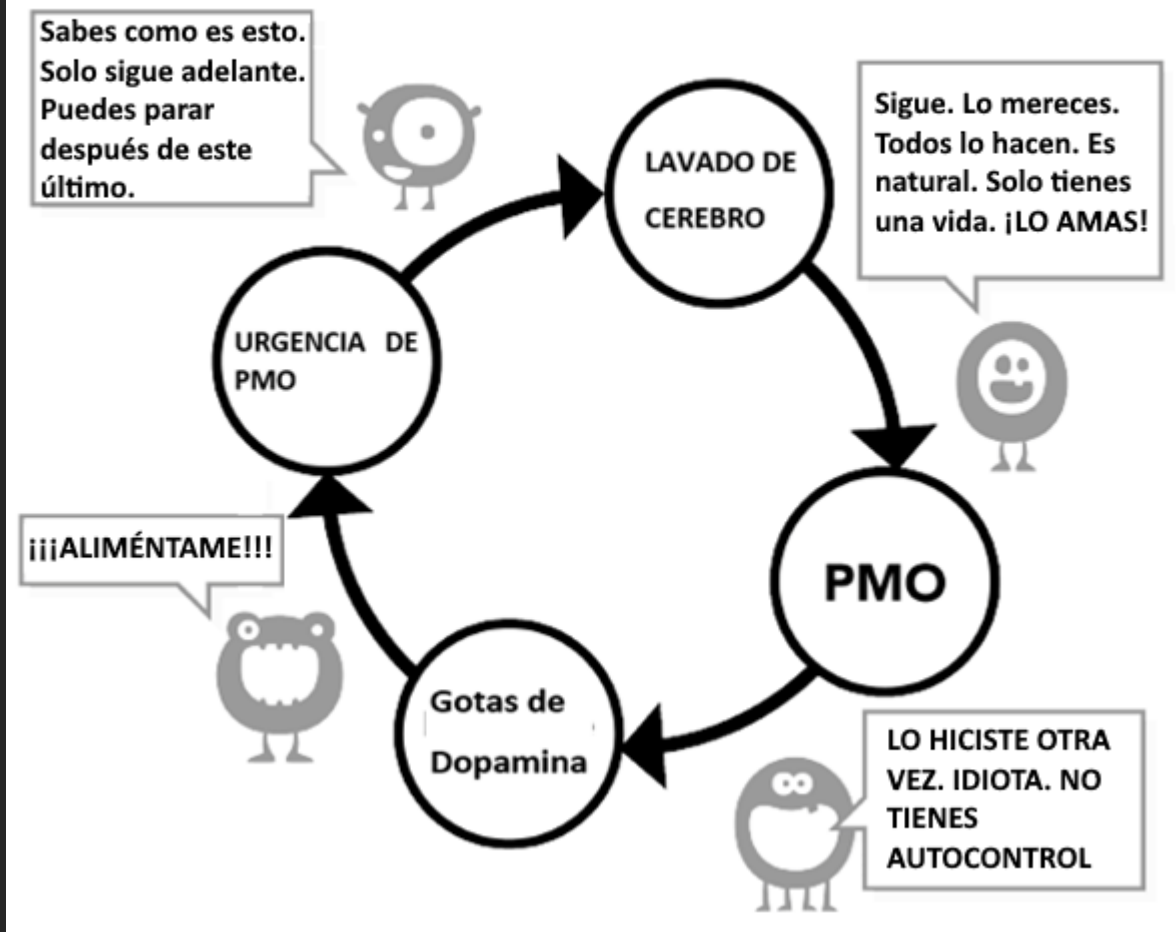 Sabes como es esto.
Solo sigue adelante.
Puedes parar
después de este
último.
LAVADO DE
CEREBRO
Sigue. Lo mereces.
Todos lo hacen. Es
natural. Solo tienes
una vida. ¡LO AMAS!
URGENCIA DE
PMO
¡¡¡ALIMÉNTAME!!!
PMO
Gotas de
Dopamina
LO HICISTE OTRA
VEZ. IDIOTA. NO
TIENES
AUTOCONTROL